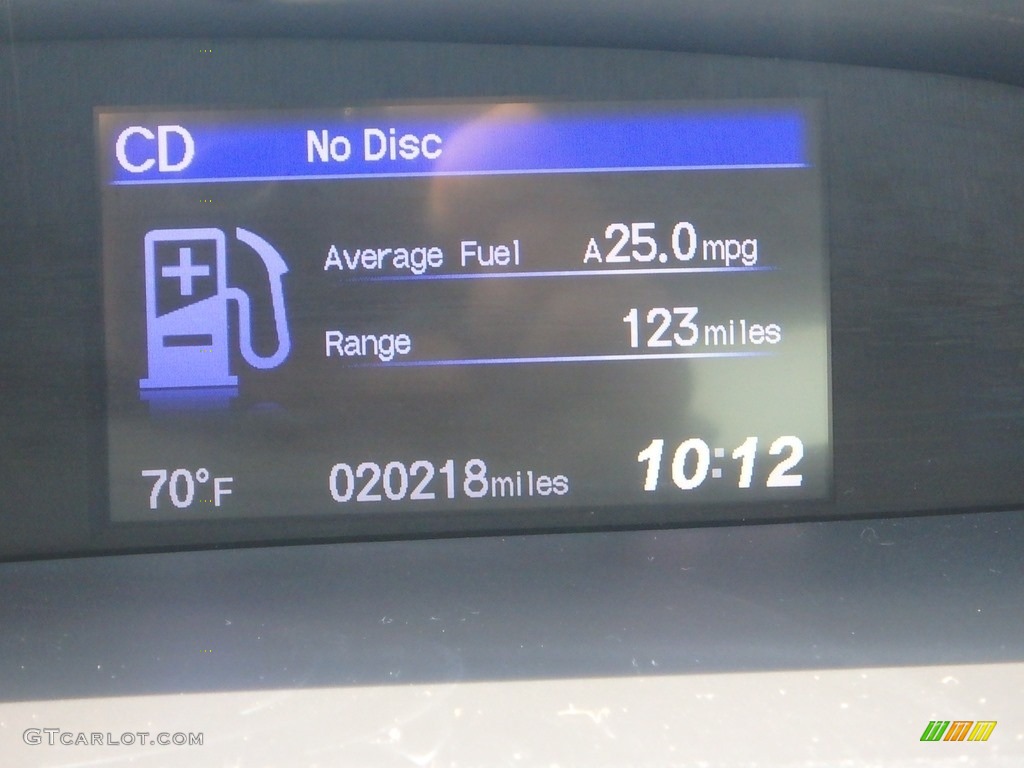 CD No Disc
Average Fuel A25.0mpg
Range 123miles
70°F 020218miles 10:12
GTCARLOT.COM